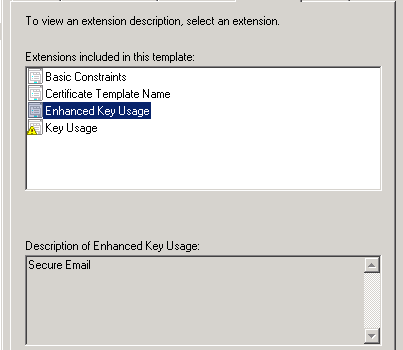 To view an extension description, select an extension.
Extensions included in this template:
Basic Constraints
Certificate Template Name
Enhanced Key Usage
Key Usage
Description of Enhanced Key Usage:
Secure Email